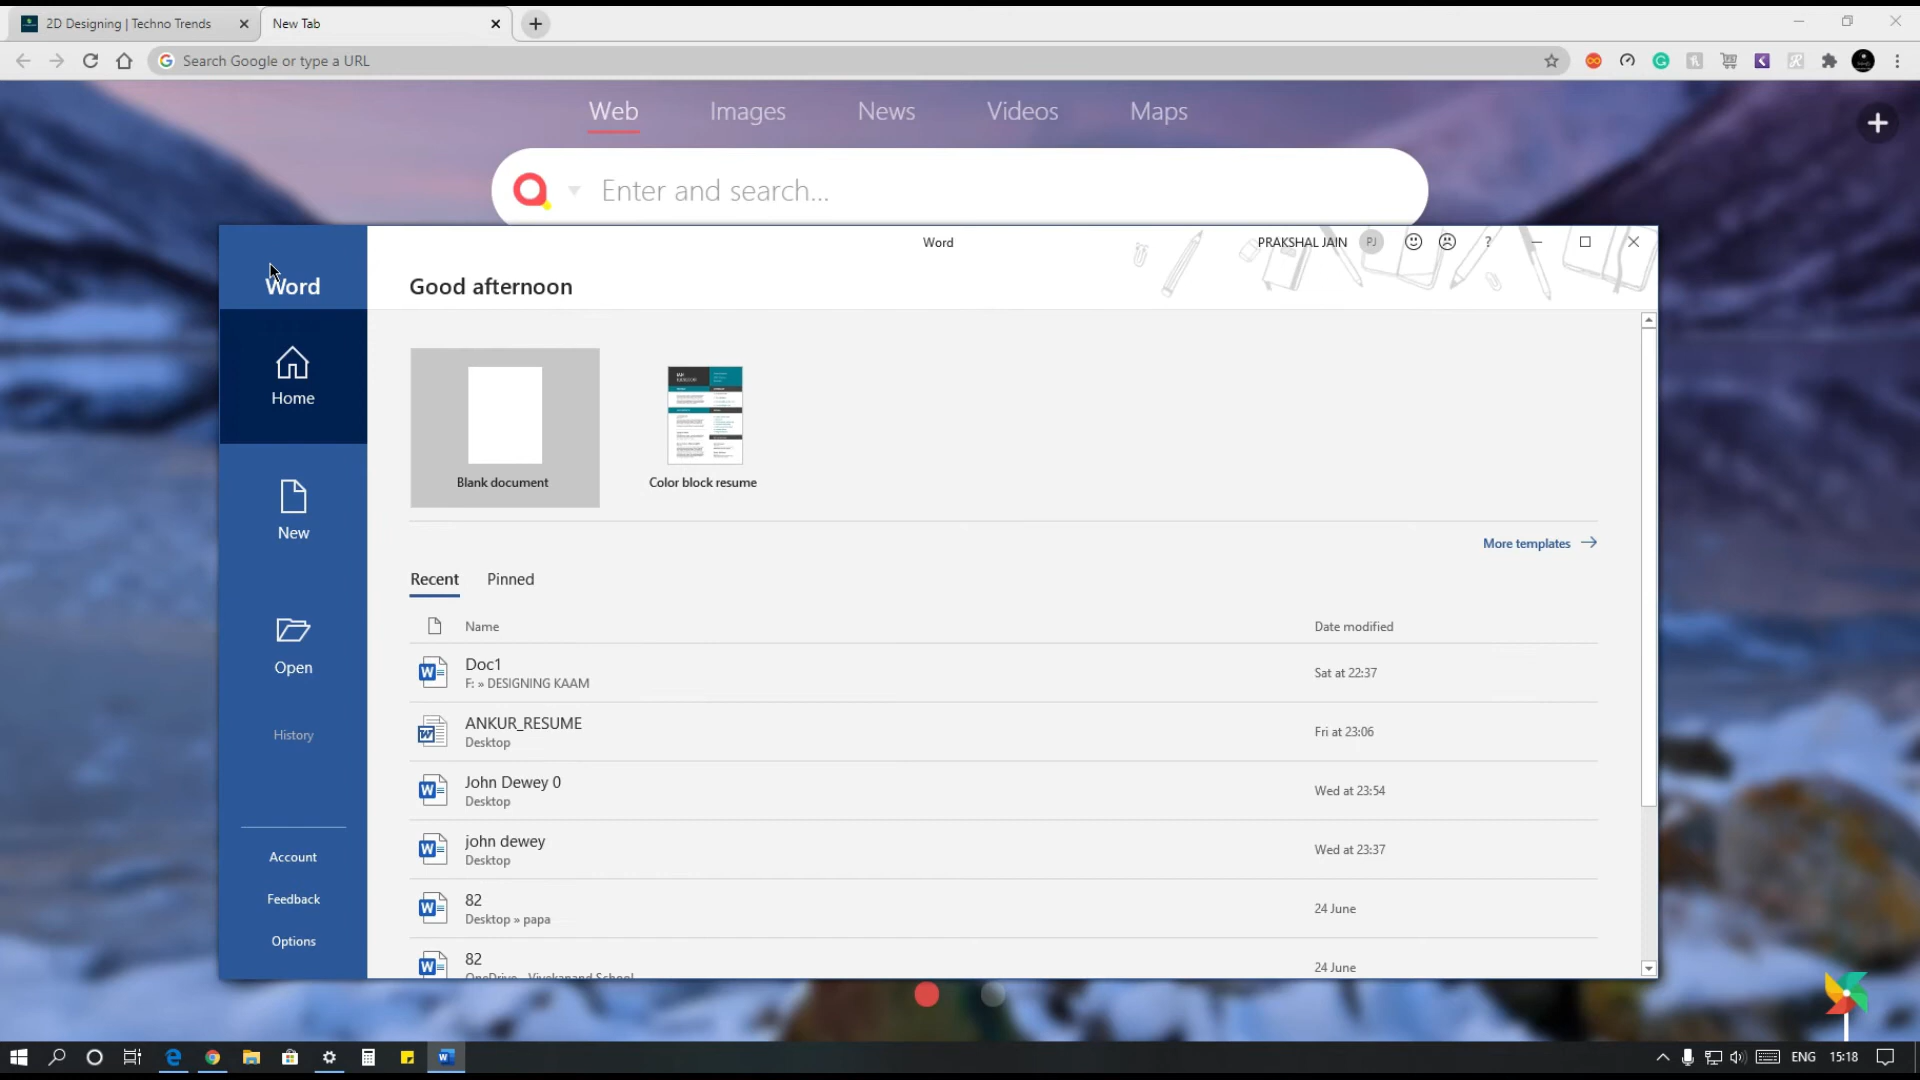 2D Designing | Techno Trends
New Tab
Search Google or type a URL
Web
Images
News
Videos
Maps
Enter and search...
Word
PRAKSHAL JAIN
PJ
?
Word
Good afternoon
Home
New
Open
History
Account
Feedback
Options
Blank document
Color block resume
More templates
Recent
Pinned
Name
Date modified
Doc1
F: » DESIGNING KAAM
Sat at 22:37
ANKUR_RESUME
Desktop
Fri at 23:06
John Dewey 0
Desktop
Wed at 23:54
john dewey
Desktop
Wed at 23:37
82
Desktop » papa
24 June
82
OneDrive - Vivekanand School
24 June
ENG
15:18